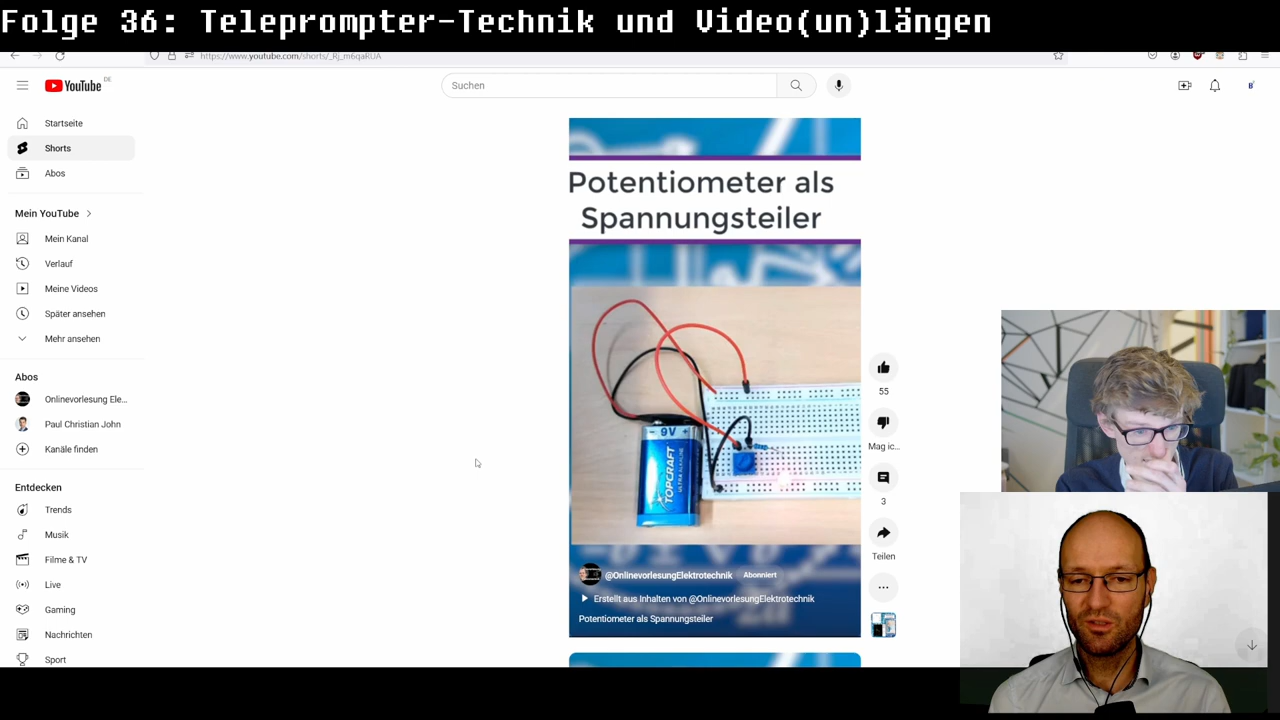 Folge 36: Teleprompter-Technik und Video(un)längen
https://www.youtube.com/shorts/_Rj_m6qaRUA
YouTube DE
Suchen
Startseite
Shorts
Abos
Mein YouTube
Mein Kanal
Verlauf
Meine Videos
Später ansehen
Mehr ansehen
Abos
Onlinevorlesung Ele...
Paul Christian John
Kanäle finden
Entdecken
Trends
Musik
Filme & TV
Live
Gaming
Nachrichten
Sport
Potentiometer als
Spannungsteiler
- 9V +
TOPCRAFT
ULTRA ALKALINE
@OnlinevorlesungElektrotechnik Abonniert
Erstellt aus Inhalten von @OnlinevorlesungElektrotechnik
Potentiometer als Spannungsteiler
55
Mag ic...
3
Teilen